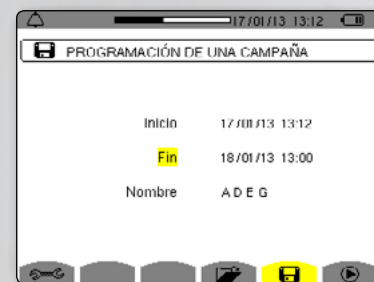 17/01/13 13:12
PROGRAMACIÓN DE UNA CAMPAÑA
Inicio 17/01/13 13:12
Fin 18/01/13 13:00
Nombre A D E G